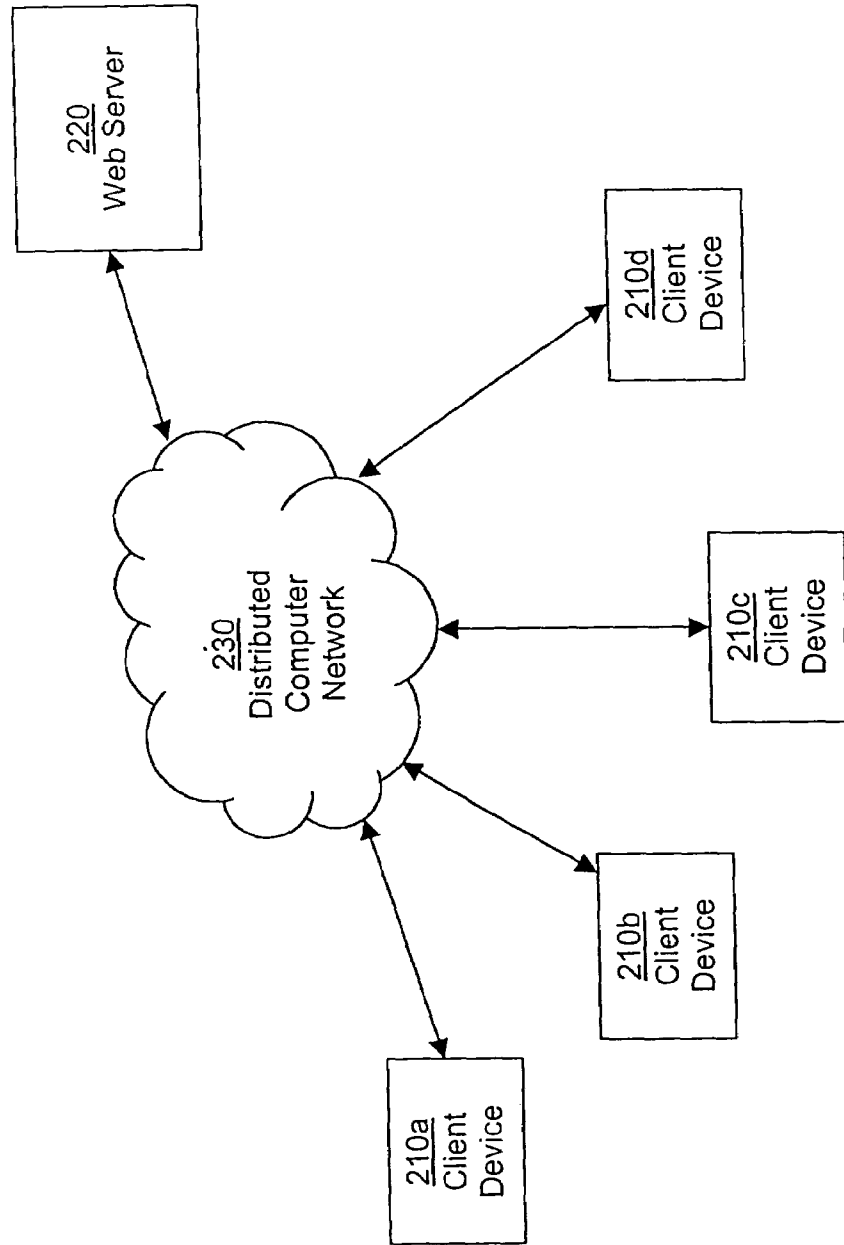 220
Web Server
230
Distributed
Computer
Network
210a
Client
Device
210b
Client
Device
210c
Client
Device
210d
Client
Device